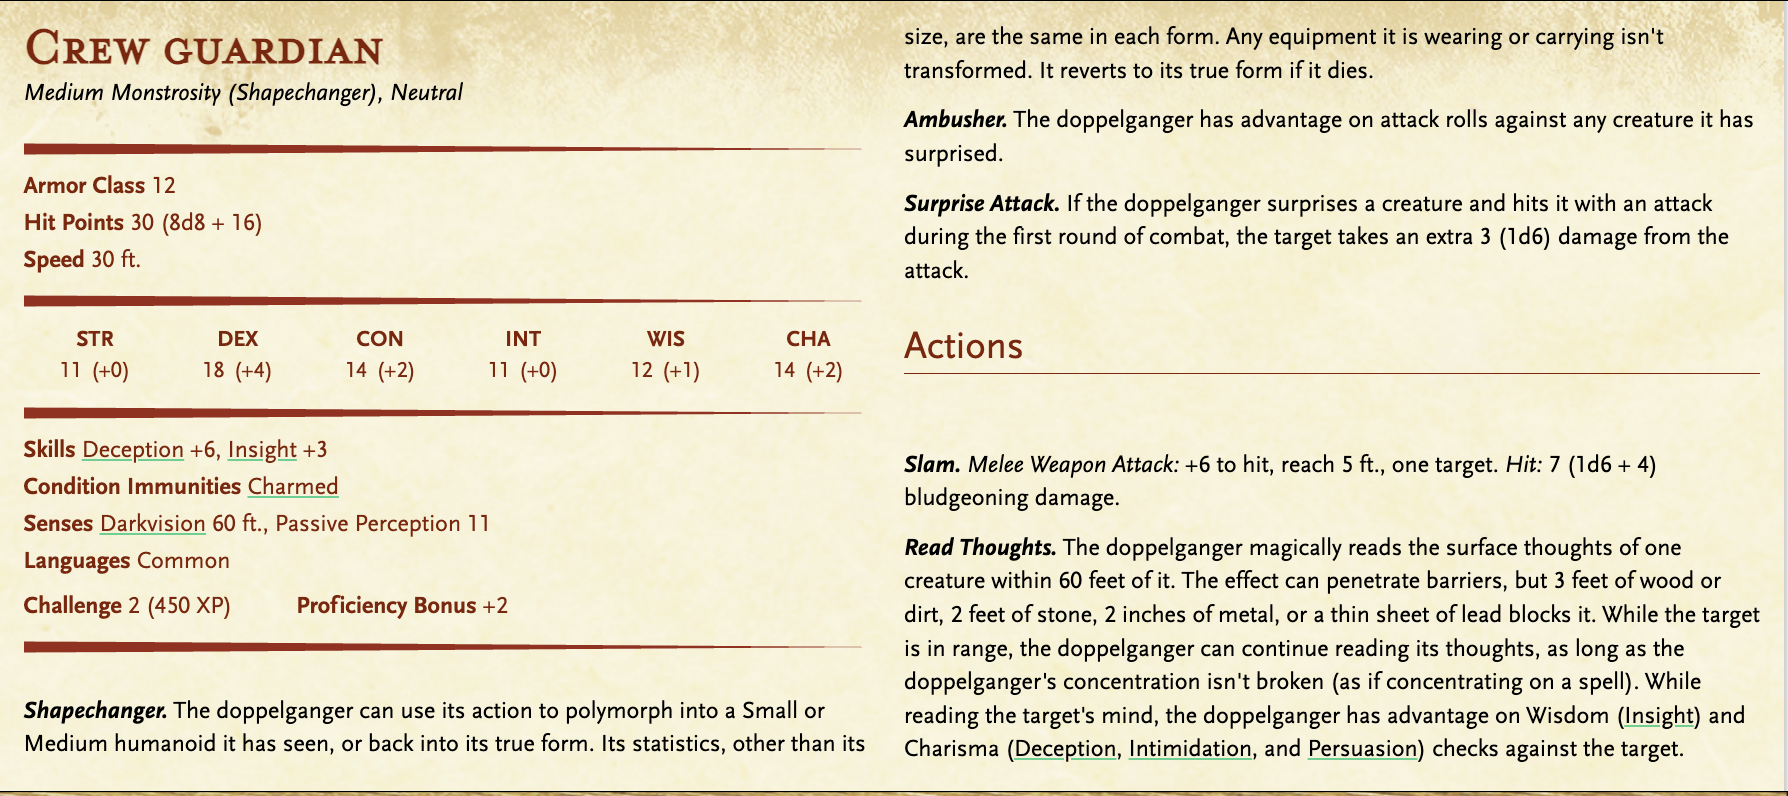 Crew guardian
Medium Monstrosity (Shapechanger), Neutral
Armor Class 12
Hit Points 30 (8d8 + 16)
Speed 30 ft.
STR DEX CON INT WIS CHA
11 (+0) 18 (+4) 14 (+2) 11 (+0) 12 (+1) 14 (+2)
Skills Deception +6, Insight +3
Condition Immunities Charmed
Senses Darkvision 60 ft., Passive Perception 11
Languages Common
Challenge 2 (450 XP) Proficiency Bonus +2
Shapechanger. The doppelganger can use its action to polymorph into a Small or
Medium humanoid it has seen, or back into its true form. Its statistics, other than its
size, are the same in each form. Any equipment it is wearing or carrying isn't
transformed. It reverts to its true form if it dies.
Ambusher. The doppelganger has advantage on attack rolls against any creature it has
surprised.
Surprise Attack. If the doppelganger surprises a creature and hits it with an attack
during the first round of combat, the target takes an extra 3 (1d6) damage from the
attack.
Actions
Slam. Melee Weapon Attack: +6 to hit, reach 5 ft., one target. Hit: 7 (1d6 + 4)
bludgeoning damage.
Read Thoughts. The doppelganger magically reads the surface thoughts of one
creature within 60 feet of it. The effect can penetrate barriers, but 3 feet of wood or
dirt, 2 feet of stone, 2 inches of metal, or a thin sheet of lead blocks it. While the target
is in range, the doppelganger can continue reading its thoughts, as long as the
doppelganger's concentration isn't broken (as if concentrating on a spell). While
reading the target's mind, the doppelganger has advantage on Wisdom (Insight) and
Charisma (Deception, Intimidation, and Persuasion) checks against the target.